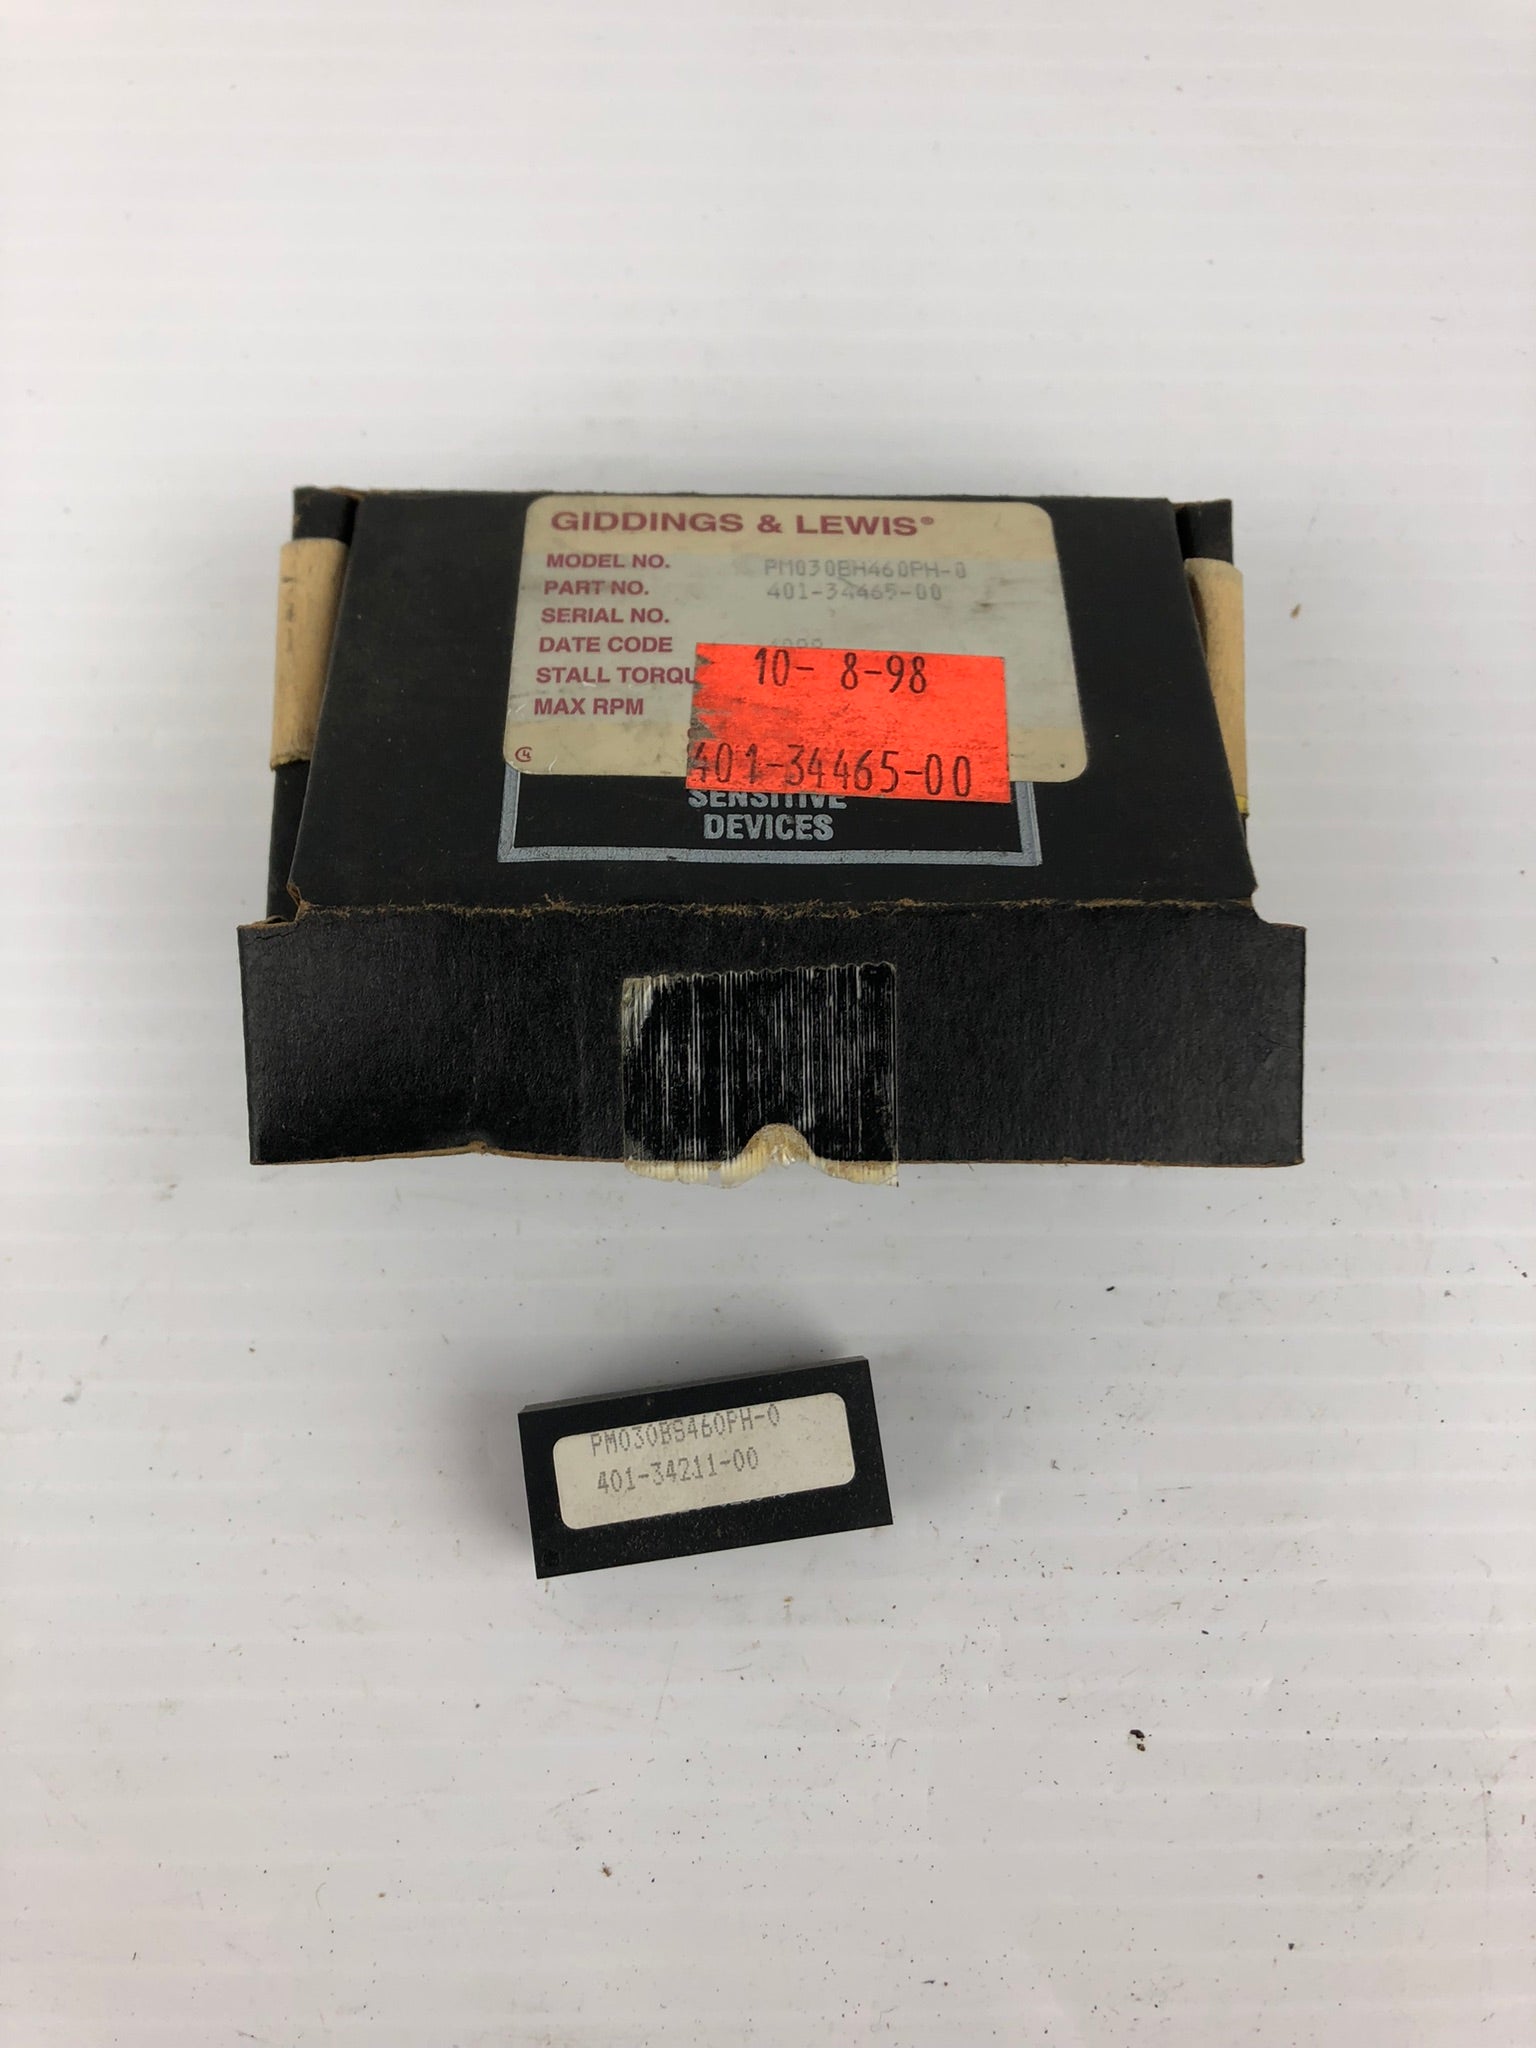 GIDDINGS & LEWIS®
MODEL NO. PM030BH460PH-0
PART NO. 401-34465-00
SERIAL NO.
DATE CODE
STALL
MAX RPM
10- 8-98
401-34465-00
SENSITIVE
DEVICES
PM030BS460PH-0
401-34211-00